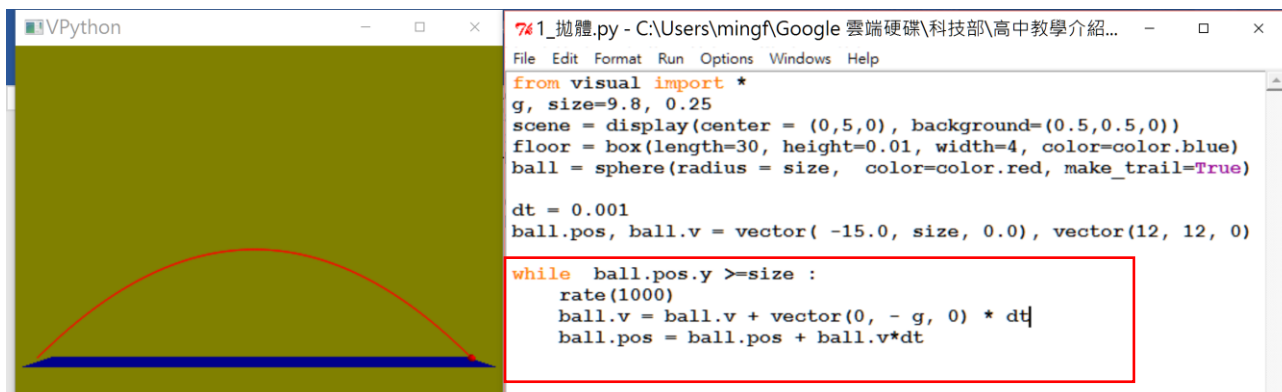 VPython
1_拋體.py - C:\Users\mingf\Google 雲端硬碟\科技部\高中教學介紹...
File Edit Format Run Options Windows Help
from visual import *
g, size=9.8, 0.25
scene = display(center = (0,5,0), background=(0.5,0.5,0))
floor = box(length=30, height=0.01, width=4, color=color.blue)
ball = sphere(radius = size,  color=color.red, make_trail=True)
dt = 0.001
ball.pos, ball.v = vector( -15.0, size, 0.0), vector(12, 12, 0)
while  ball.pos.y >=size :
    rate(1000)
    ball.v = ball.v + vector(0, - g, 0) * dt
    ball.pos = ball.pos + ball.v*dt